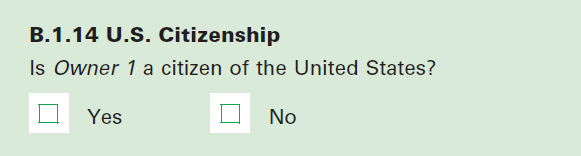 B.1.14 U.S. Citizenship
Is Owner 1 a citizen of the United States?
Yes No